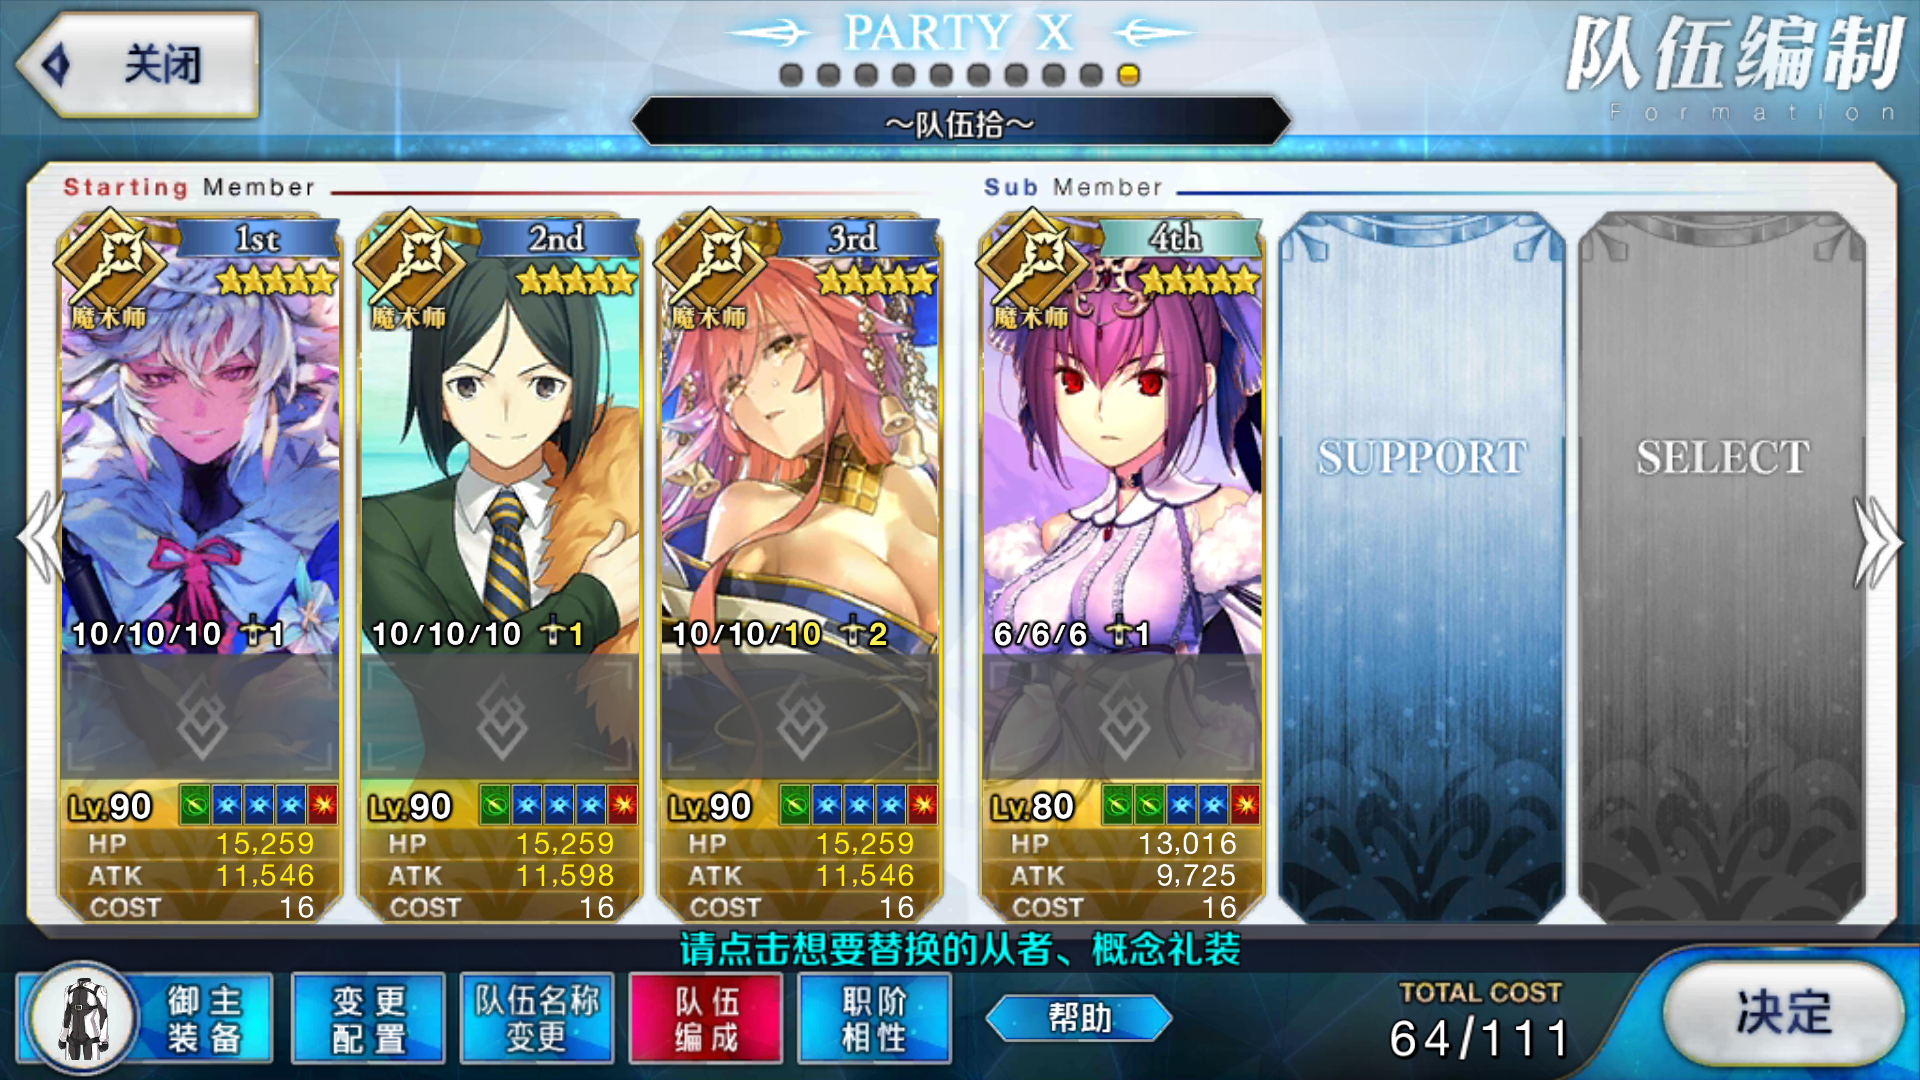 关闭
PARTY X
～队伍拾～
队伍编制
Formation
Starting Member
Sub Member
1st
魔术师
10/10/10 1
Lv.90
HP 15,259
ATK 11,546
COST 16
2nd
魔术师
10/10/10 1
Lv.90
HP 15,259
ATK 11,598
COST 16
3rd
魔术师
10/10/10 2
Lv.90
HP 15,259
ATK 11,546
COST 16
4th
魔术师
6/6/6 1
Lv.80
HP 13,016
ATK 9,725
COST 16
SUPPORT
SELECT
请点击想要替换的从者、概念礼装
御主
装备
变更
配置
队伍名称
变更
队伍
编成
职阶
相性
帮助
TOTAL COST
64/111
决定